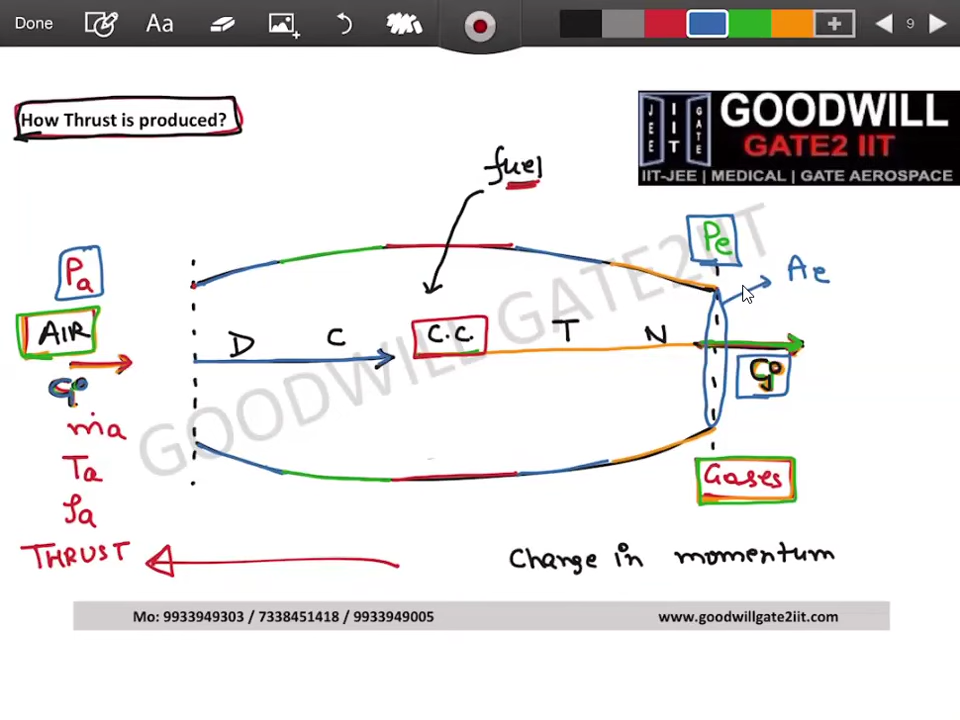 Done
Aa
+
9
How Thrust is produced?
JEE
IIT
GATE
GOODWILL
GATE2 IIT
IIT-JEE | MEDICAL | GATE AEROSPACE
fuel
Pa
Pe
Ae
AIR
D C C.C. T N
ṁa
Ta
ρa
Gases
THRUST
Change in momentum
GOODWILL GATE2IIT
Mo: 9933949303 / 7338451418 / 9933949005
www.goodwillgate2iit.com